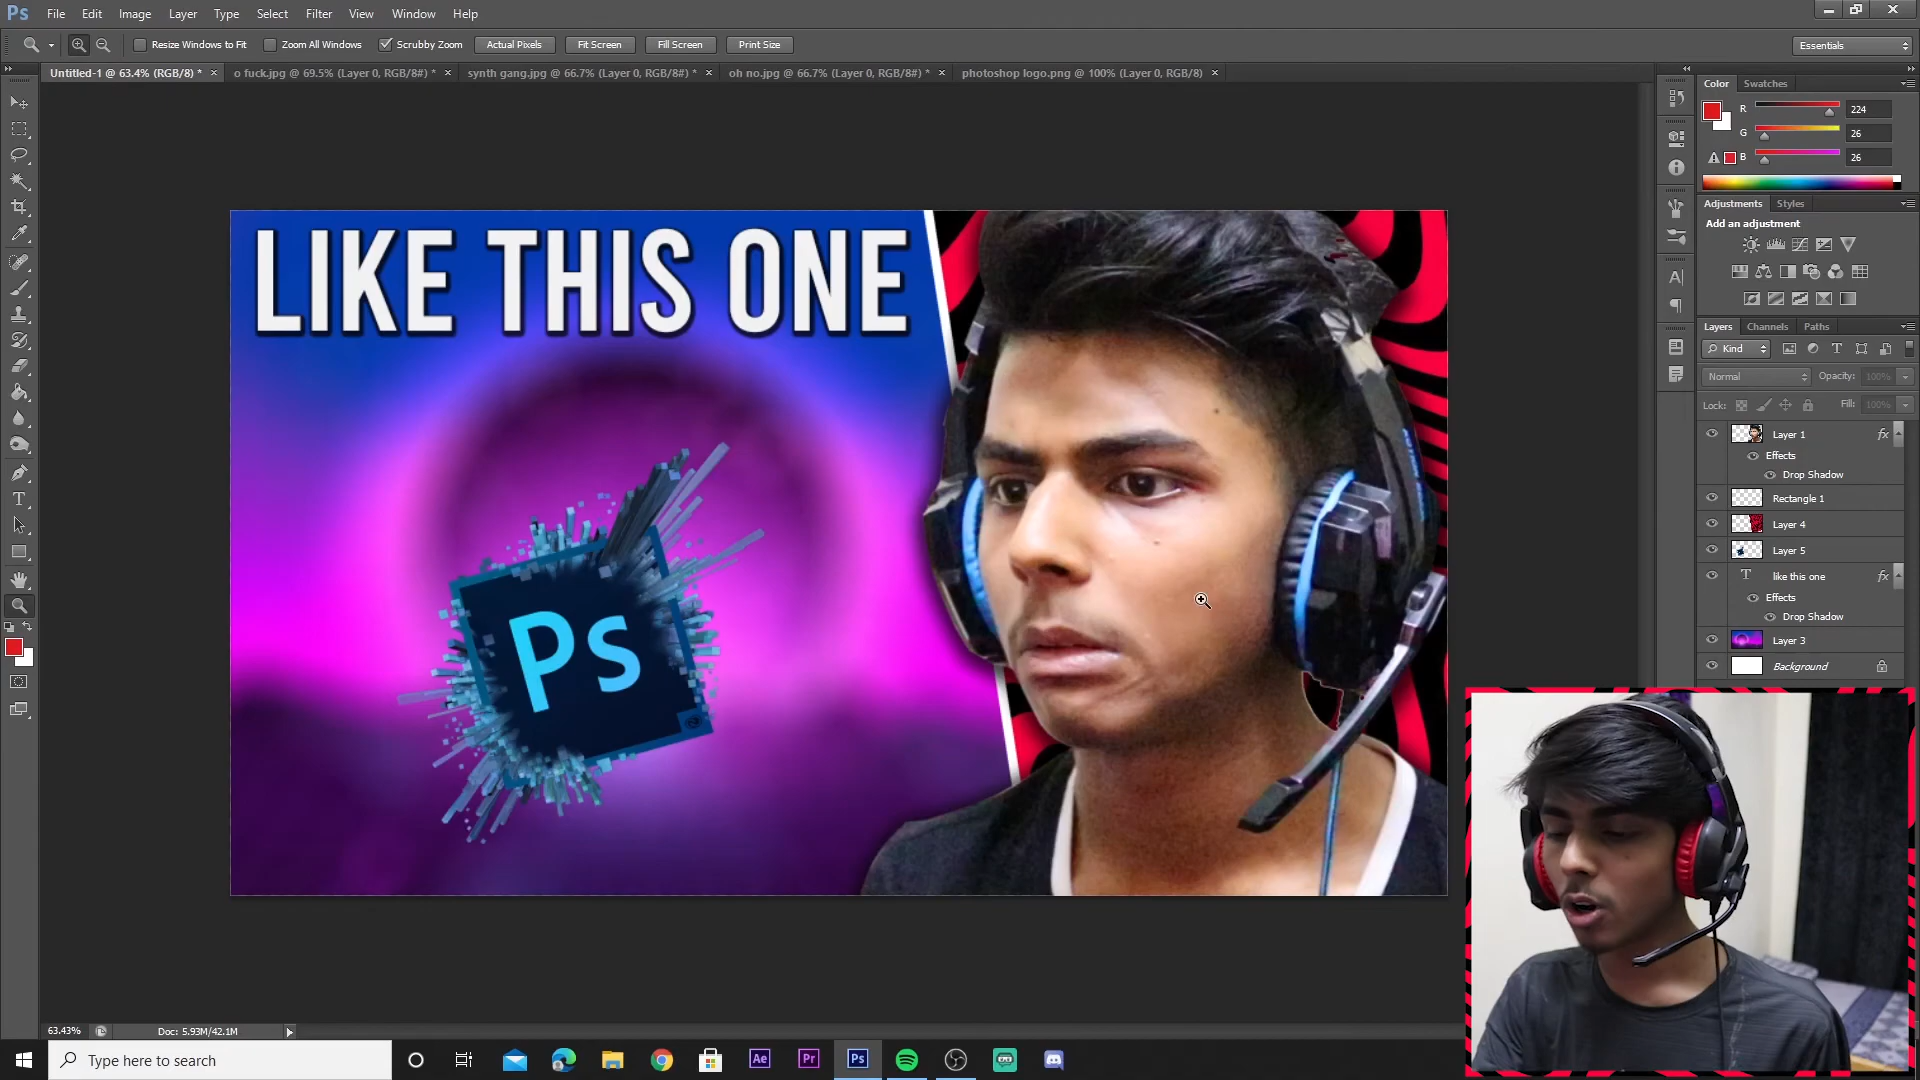 Ps File Edit Image Layer Type Select Filter View Window Help
Resize Windows to Fit Zoom All Windows Scrubby Zoom Actual Pixels Fit Screen Fill Screen Print Size Essentials
Untitled-1 @ 63.4% (RGB/8) * × o fuck.jpg @ 69.5% (Layer 0, RGB/8#) * × synth gang.jpg @ 66.7% (Layer 0, RGB/8#) * × oh no.jpg @ 66.7% (Layer 0, RGB/8#) * × photoshop logo.png @ 100% (Layer 0, RGB/8) ×
Color Swatches
R 224
G 26
B 26
Adjustments Styles
Add an adjustment
Layers Channels Paths
Kind
Normal Opacity: 100%
Lock: Fill: 100%
Layer 1 fx
Effects
Drop Shadow
Rectangle 1
Layer 4
Layer 5
like this one fx
Effects
Drop Shadow
Layer 3
Background
LIKE THIS ONE
Ps
63.43% Doc: 5.93M/42.1M
Type here to search
Ae Pr Ps